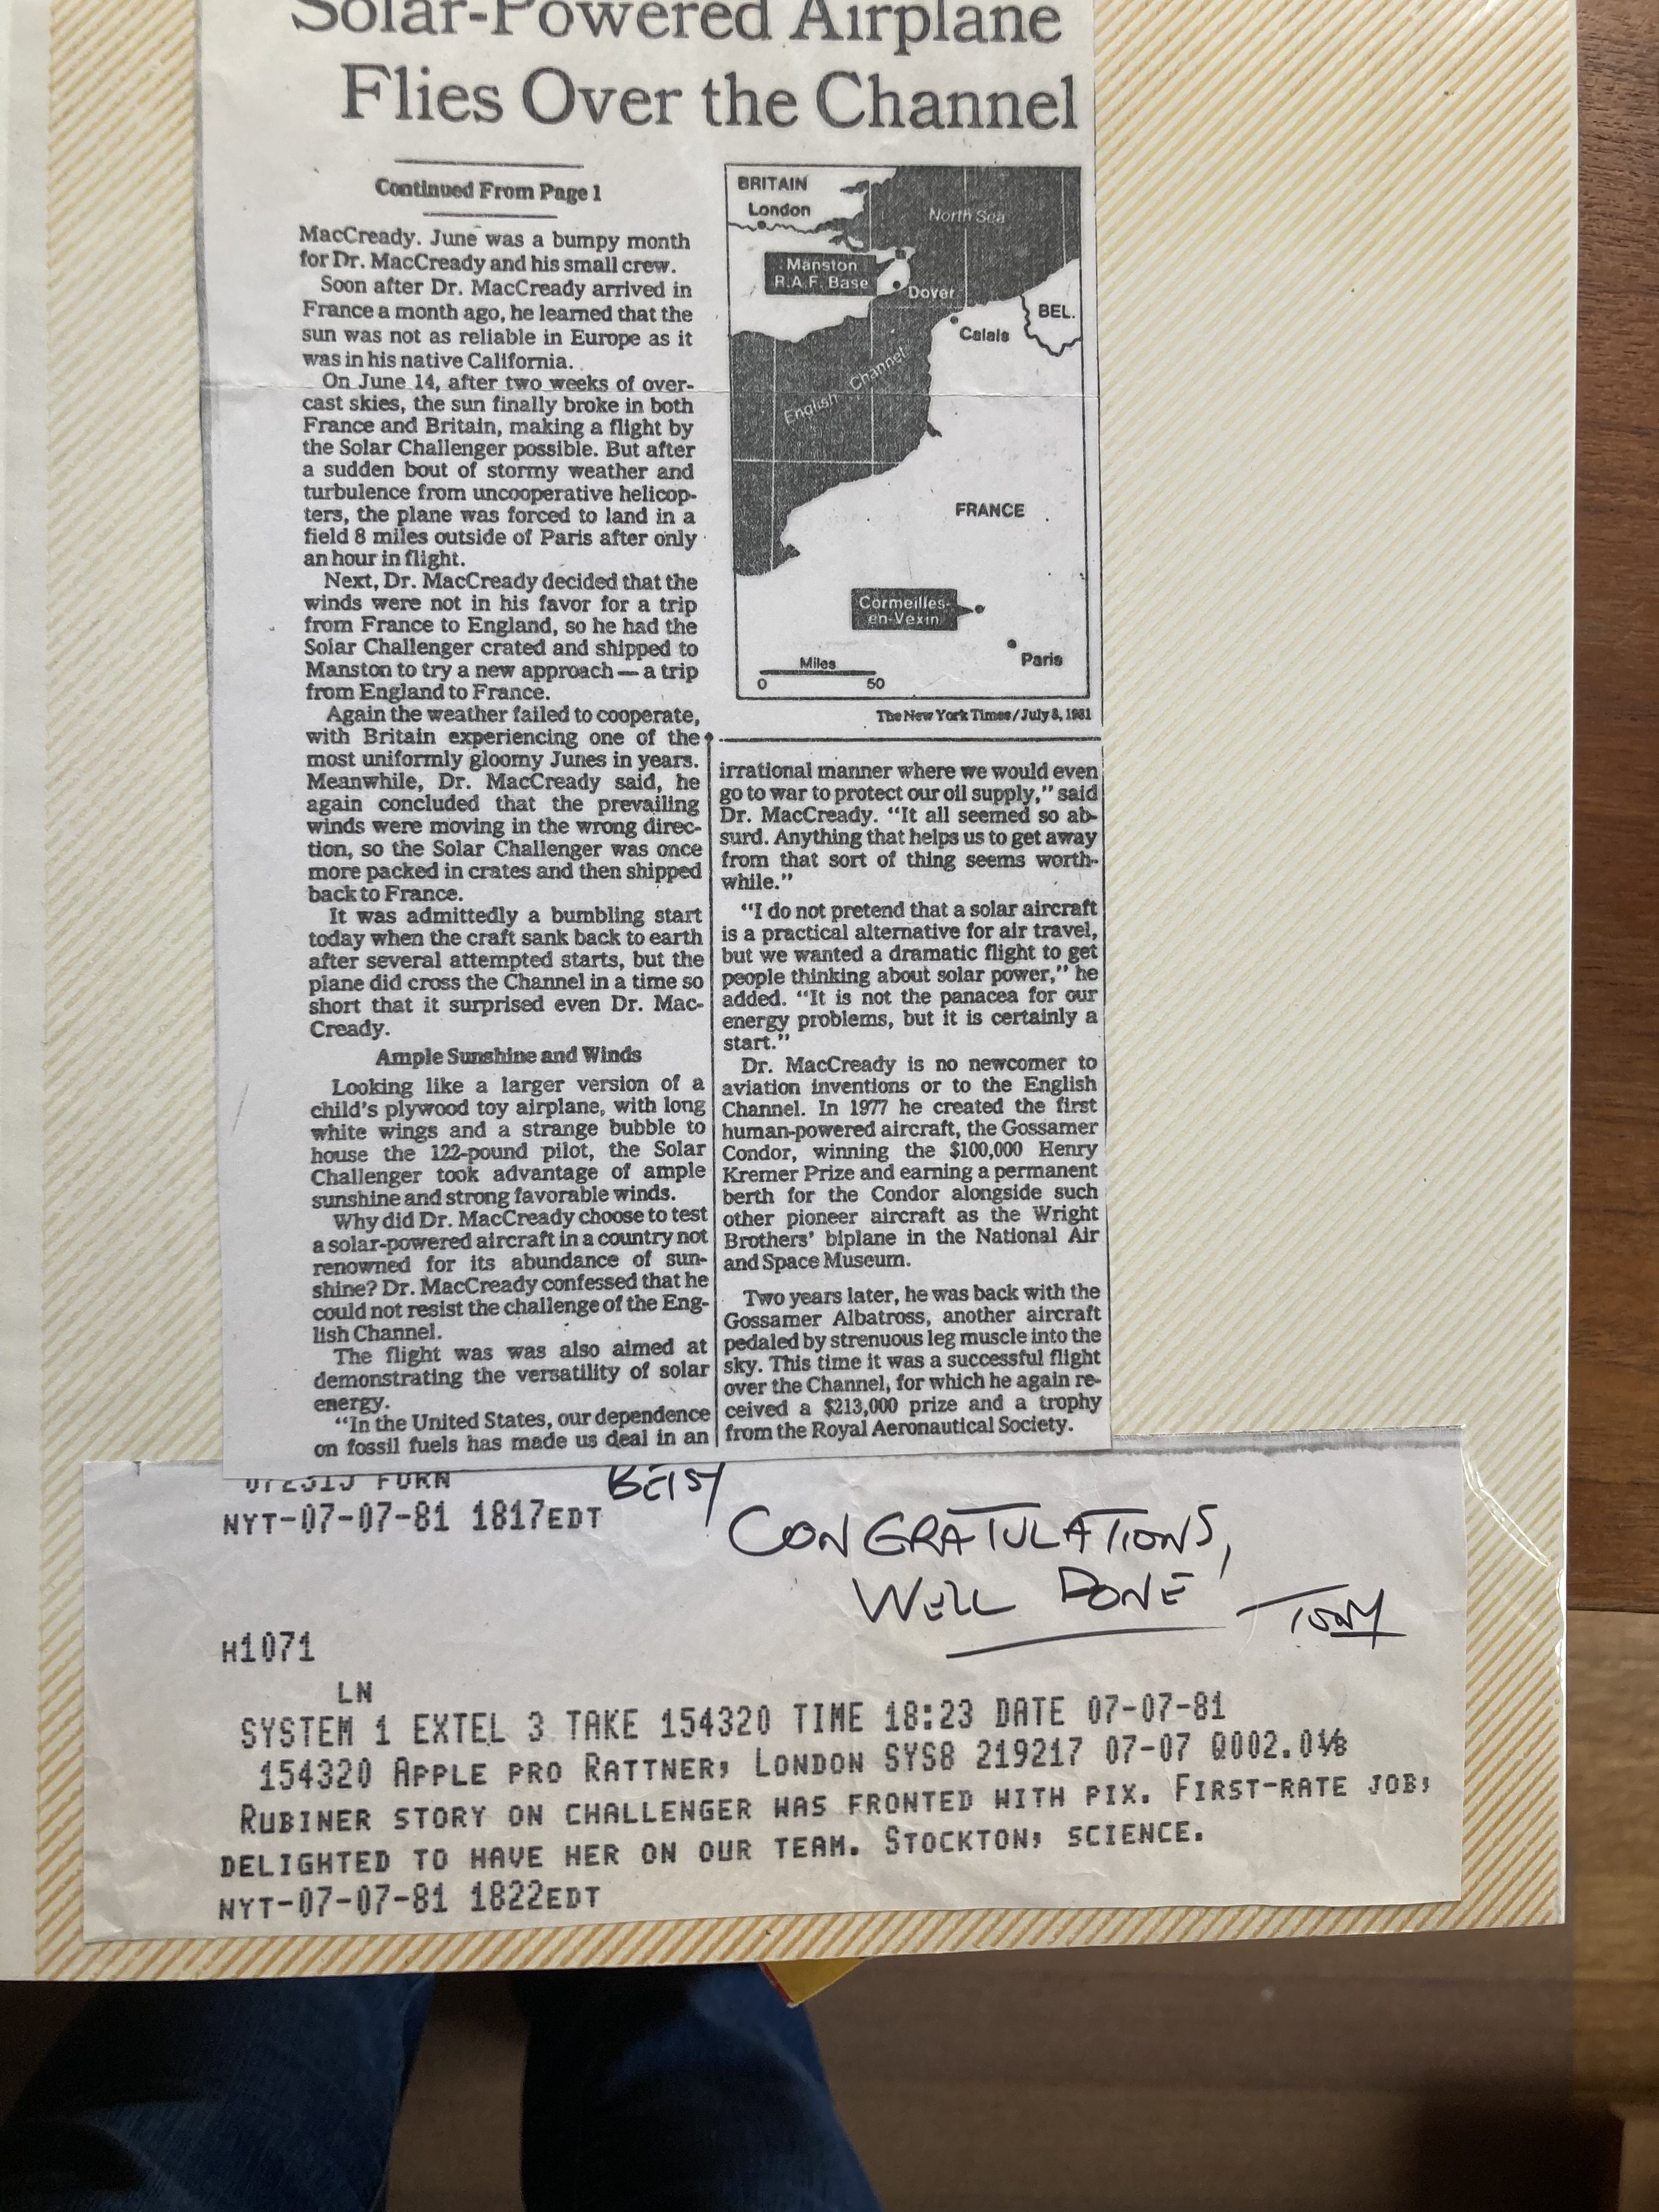 Solar-Powered Airplane
Flies Over the Channel
Continued From Page 1
MacCready. June was a bumpy month
for Dr. MacCready and his small crew.
Soon after Dr. MacCready arrived in
France a month ago, he learned that the
sun was not as reliable in Europe as it
was in his native California.
On June 14, after two weeks of over-
cast skies, the sun finally broke in both
France and Britain, making a flight by
the Solar Challenger possible. But after
a sudden bout of stormy weather and
turbulence from uncooperative helicop-
ters, the plane was forced to land in a
field 8 miles outside of Paris after only
an hour in flight.
Next, Dr. MacCready decided that the
winds were not in his favor for a trip
from France to England, so he had the
Solar Challenger crated and shipped to
Manston to try a new approach — a trip
from England to France.
Again the weather failed to cooperate,
with Britain experiencing one of the
most uniformly gloomy Junes in years.
Meanwhile, Dr. MacCready said, he
again concluded that the prevailing
winds were moving in the wrong direc-
tion, so the Solar Challenger was once
more packed in crates and then shipped
back to France.
It was admittedly a bumbling start
today when the craft sank back to earth
after several attempted starts, but the
plane did cross the Channel in a time so
short that it surprised even Dr. Mac-
Cready.
Ample Sunshine and Winds
Looking like a larger version of a
child's plywood toy airplane, with long
white wings and a strange bubble to
house the 122-pound pilot, the Solar
Challenger took advantage of ample
sunshine and strong favorable winds.
Why did Dr. MacCready choose to test
a solar-powered aircraft in a country not
renowned for its abundance of sun-
shine? Dr. MacCready confessed that he
could not resist the challenge of the Eng-
lish Channel.
The flight was was also aimed at
demonstrating the versatility of solar
energy.
"In the United States, our dependence
on fossil fuels has made us deal in an
BRITAIN
London
North Sea
Manston
R.A.F. Base
Dover
BEL.
Calais
English Channel
FRANCE
Cormeilles-
en-Vexin
Paris
Miles
0 50
The New York Times/July 8, 1981
irrational manner where we would even
go to war to protect our oil supply," said
Dr. MacCready. "It all seemed so ab-
surd. Anything that helps us to get away
from that sort of thing seems worth-
while."
"I do not pretend that a solar aircraft
is a practical alternative for air travel,
but we wanted a dramatic flight to get
people thinking about solar power," he
added. "It is not the panacea for our
energy problems, but it is certainly a
start."
Dr. MacCready is no newcomer to
aviation inventions or to the English
Channel. In 1977 he created the first
human-powered aircraft, the Gossamer
Condor, winning the $100,000 Henry
Kremer Prize and earning a permanent
berth for the Condor alongside such
other pioneer aircraft as the Wright
Brothers' biplane in the National Air
and Space Museum.
Two years later, he was back with the
Gossamer Albatross, another aircraft
pedaled by strenuous leg muscle into the
sky. This time it was a successful flight
over the Channel, for which he again re-
ceived a $213,000 prize and a trophy
from the Royal Aeronautical Society.
FORN
NYT-07-07-81 1817EDT
BETSY
CONGRATULATIONS,
WELL DONE!
—TONY
H1071
LN
SYSTEM 1 EXTEL 3 TAKE 154320 TIME 18:23 DATE 07-07-81
154320 APPLE PRO RATTNER, LONDON SYS8 219217 07-07 Q002.0⅛
RUBINER STORY ON CHALLENGER WAS FRONTED WITH PIX. FIRST-RATE JOB,
DELIGHTED TO HAVE HER ON OUR TEAM. STOCKTON, SCIENCE.
NYT-07-07-81 1822EDT